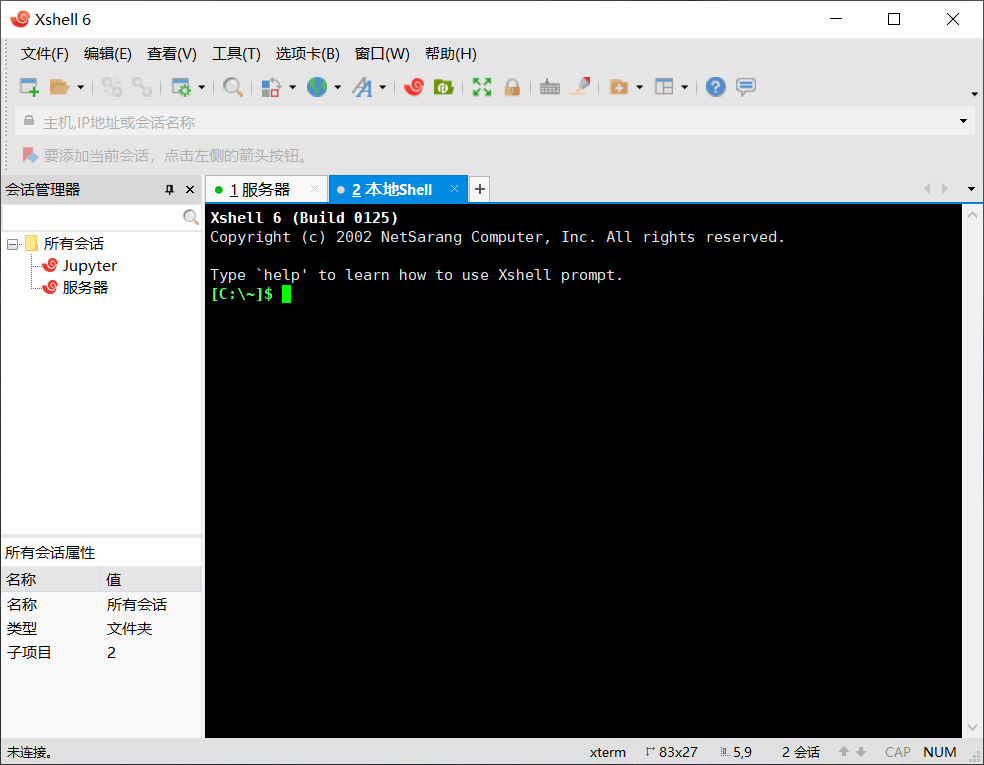 Xshell 6
文件(F) 编辑(E) 查看(V) 工具(T) 选项卡(B) 窗口(W) 帮助(H)
主机,IP地址或会话名称
要添加当前会话，点击左侧的箭头按钮。
会话管理器
1 服务器 2 本地Shell
所有会话
Jupyter
服务器
Xshell 6 (Build 0125)
Copyright (c) 2002 NetSarang Computer, Inc. All rights reserved.
Type `help' to learn how to use Xshell prompt.
[C:\~]$
所有会话属性
名称 值
名称 所有会话
类型 文件夹
子项目 2
未连接。 xterm 83x27 5,9 2 会话 CAP NUM